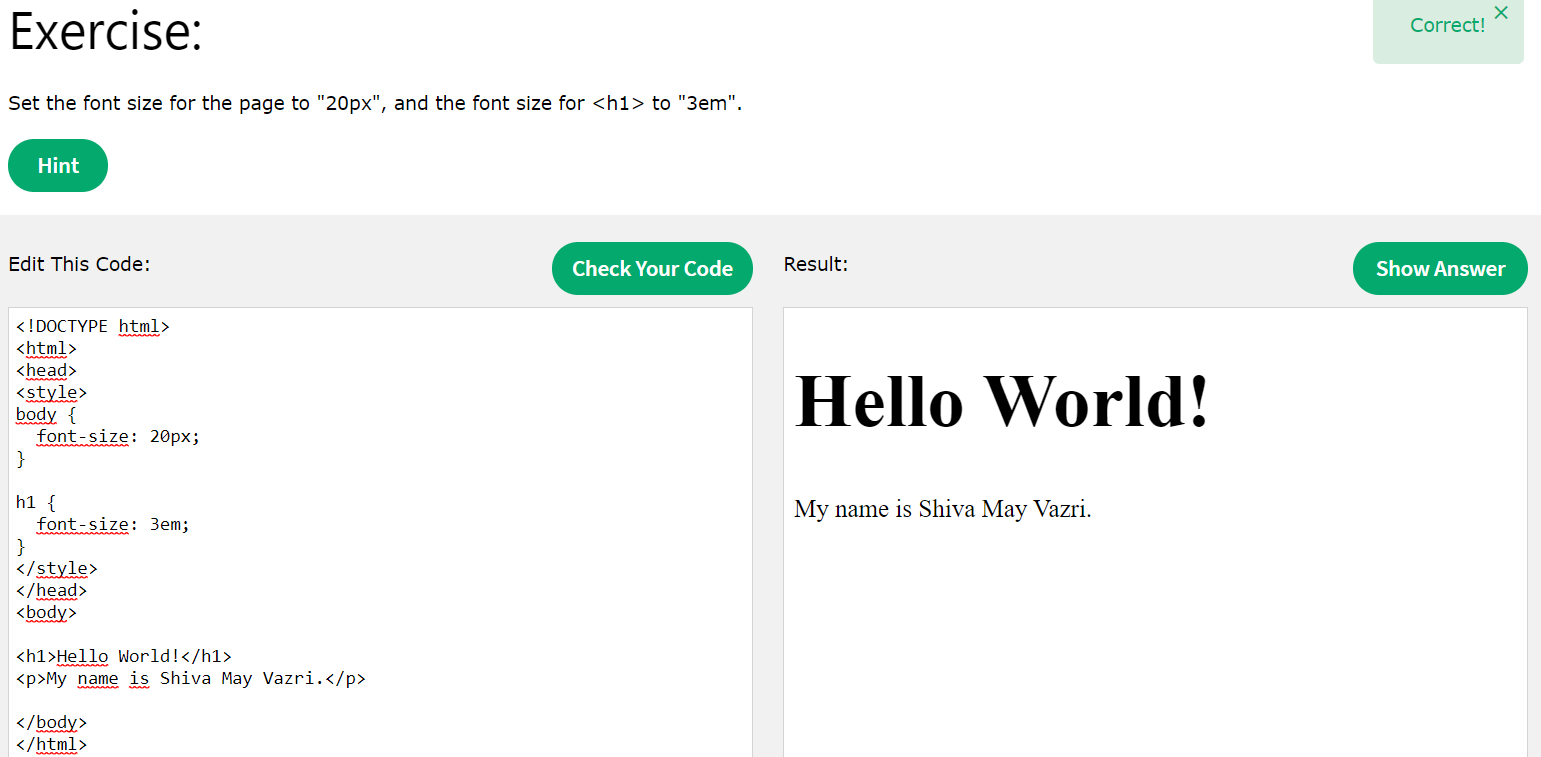 Exercise:
Correct! ×
Set the font size for the page to "20px", and the font size for <h1> to "3em".
Hint
Edit This Code:
Check Your Code
Result:
Show Answer
<!DOCTYPE html>
<html>
<head>
<style>
body {
  font-size: 20px;
}

h1 {
  font-size: 3em;
}
</style>
</head>
<body>

<h1>Hello World!</h1>
<p>My name is Shiva May Vazri.</p>

</body>
</html>
Hello World!
My name is Shiva May Vazri.